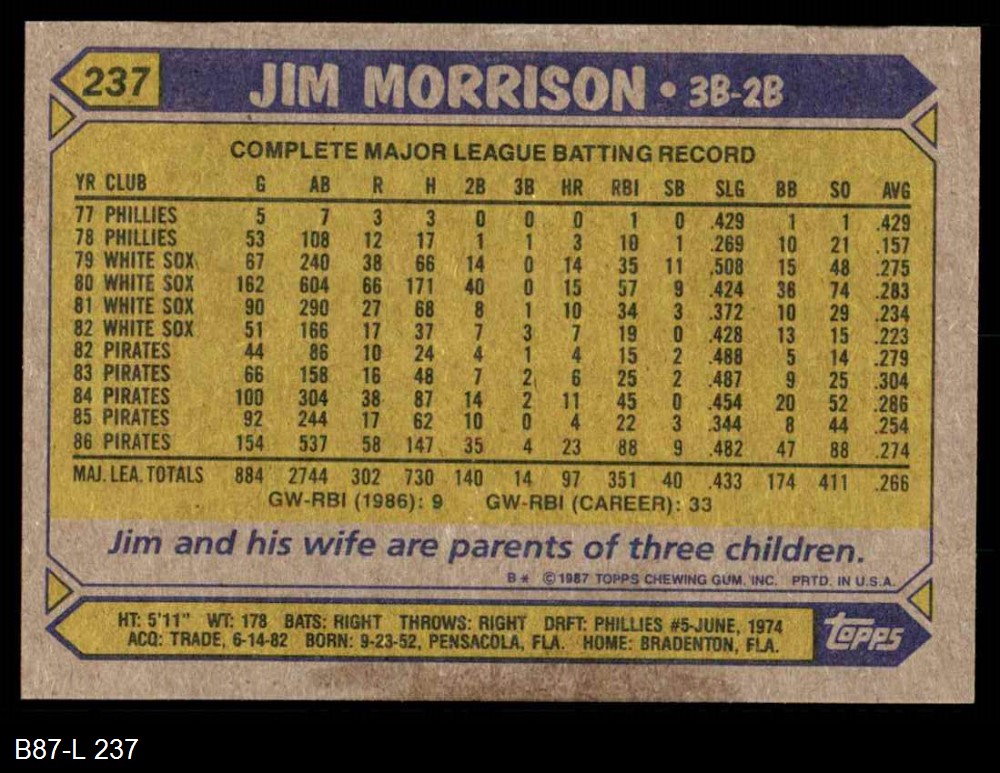 237 JIM MORRISON • 3B-2B
COMPLETE MAJOR LEAGUE BATTING RECORD
YR CLUB G AB R H 2B 3B HR RBI SB SLG BB SO AVG
77 PHILLIES 5 7 3 3 0 0 0 1 0 .429 1 1 .429
78 PHILLIES 53 108 12 17 1 1 3 10 1 .269 10 21 .157
79 WHITE SOX 67 240 38 66 14 0 14 35 11 .508 15 48 .275
80 WHITE SOX 162 604 66 171 40 0 15 57 9 .424 36 74 .283
81 WHITE SOX 90 290 27 68 8 1 10 34 3 .372 10 29 .234
82 WHITE SOX 51 166 17 37 7 3 7 19 0 .428 13 15 .223
82 PIRATES 44 86 10 24 4 1 4 15 2 .488 5 14 .279
83 PIRATES 66 158 16 48 7 2 6 25 2 .487 9 25 .304
84 PIRATES 100 304 38 87 14 2 11 45 0 .454 20 52 .286
85 PIRATES 92 244 17 62 10 0 4 22 3 .344 8 44 .254
86 PIRATES 154 537 58 147 35 4 23 88 9 .482 47 88 .274
MAJ. LEA. TOTALS 884 2744 302 730 140 14 97 351 40 .433 174 411 .266
GW-RBI (1986): 9 GW-RBI (CAREER): 33
Jim and his wife are parents of three children.
B* ©1987 TOPPS CHEWING GUM, INC. PRTD. IN U.S.A.
HT: 5'11" WT: 178 BATS: RIGHT THROWS: RIGHT DRFT: PHILLIES #5-JUNE, 1974
ACQ: TRADE, 6-14-82 BORN: 9-23-52, PENSACOLA, FLA. HOME: BRADENTON, FLA.
topps
B87-L 237